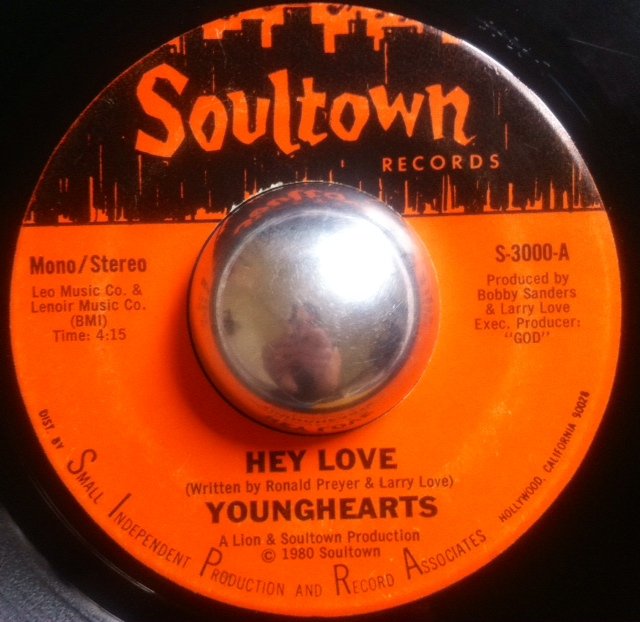 Soultown
RECORDS
Mono/Stereo
Leo Music Co. &
Lenoir Music Co.
(BMI)
Time: 4:15
S-3000-A
Produced by
Bobby Sanders
& Larry Love
Exec. Producer:
"GOD"
HEY LOVE
(Written by Ronald Preyer & Larry Love)
YOUNGHEARTS
A Lion & Soultown Production
© 1980 Soultown
DIST. BY SMALL INDEPENDENT PRODUCTION AND RECORD ASSOCIATES HOLLYWOOD, CALIFORNIA 90028